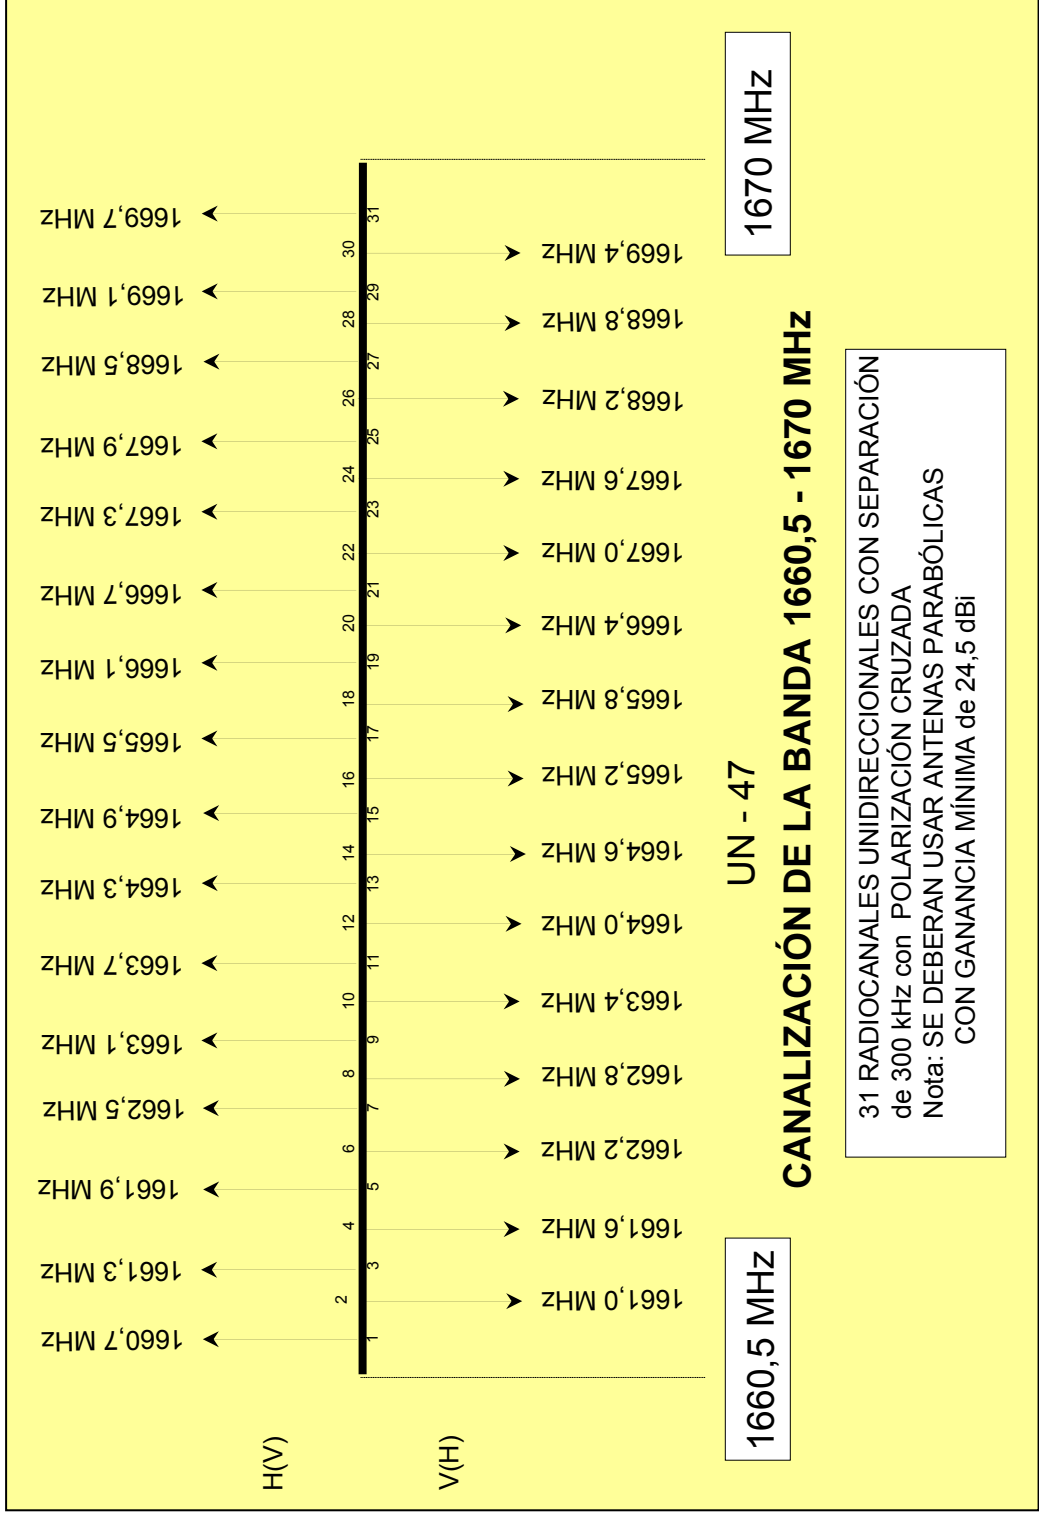 1660,7 MHz
1661,3 MHz
1661,9 MHz
1662,5 MHz
1663,1 MHz
1663,7 MHz
1664,3 MHz
1664,9 MHz
1665,5 MHz
1666,1 MHz
1666,7 MHz
1667,3 MHz
1667,9 MHz
1668,5 MHz
1669,1 MHz
1669,7 MHz
H(V)
2
4
6
8
10
12
14
16
18
20
22
24
26
28
30
1
3
5
7
9
11
13
15
17
19
21
23
25
27
29
31
V(H)
1661,0 MHz
1661,6 MHz
1662,2 MHz
1662,8 MHz
1663,4 MHz
1664,0 MHz
1664,6 MHz
1665,2 MHz
1665,8 MHz
1666,4 MHz
1667,0 MHz
1667,6 MHz
1668,2 MHz
1668,8 MHz
1669,4 MHz
1660,5 MHz
UN - 47
1670 MHz
CANALIZACIÓN DE LA BANDA 1660,5 - 1670 MHz
31 RADIOCANALES UNIDIRECCIONALES CON SEPARACIÓN
de 300 kHz con POLARIZACIÓN CRUZADA
Nota: SE DEBERAN USAR ANTENAS PARABÓLICAS
CON GANANCIA MÍNIMA de 24,5 dBi